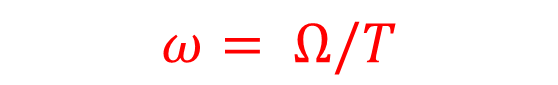 ω = Ω/T